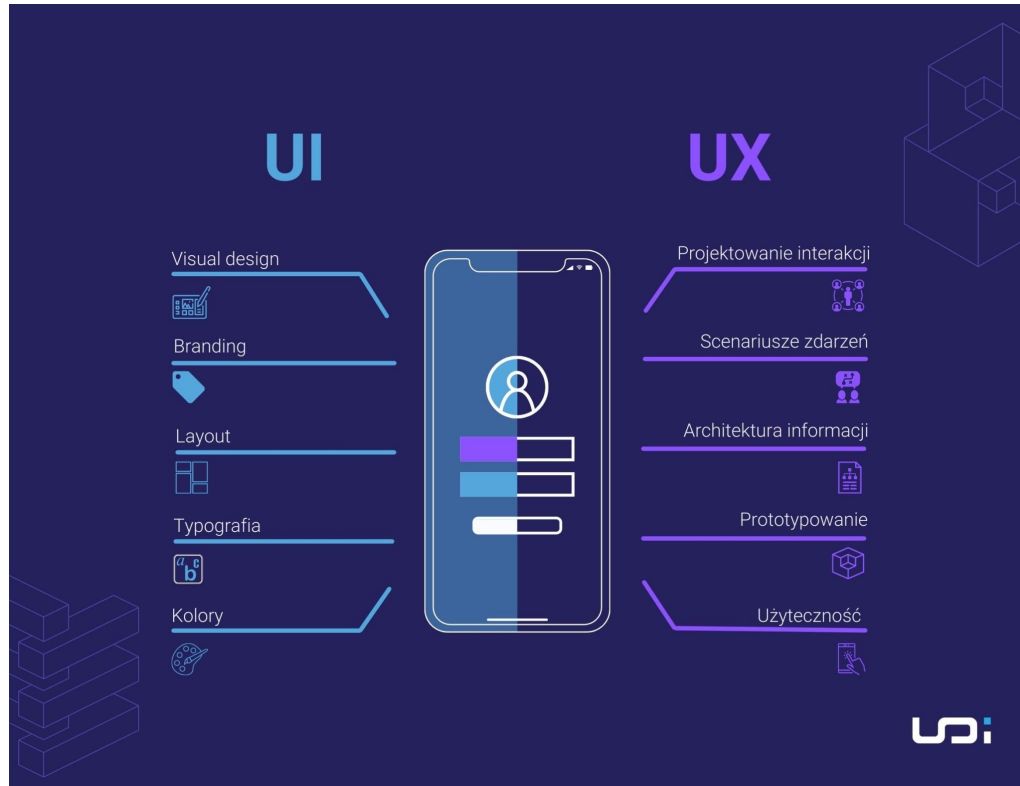 UI
Visual design
Branding
Layout
Typografia
Kolory
UX
Projektowanie interakcji
Scenariusze zdarzeń
Architektura informacji
Prototypowanie
Użyteczność